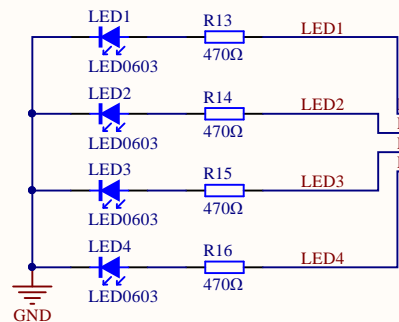 LED1 R13 LED1
LED0603 470Ω
LED2 R14 LED2
LED0603 470Ω
LED3 R15 LED3
LED0603 470Ω
LED4 R16 LED4
LED0603 470Ω
GND